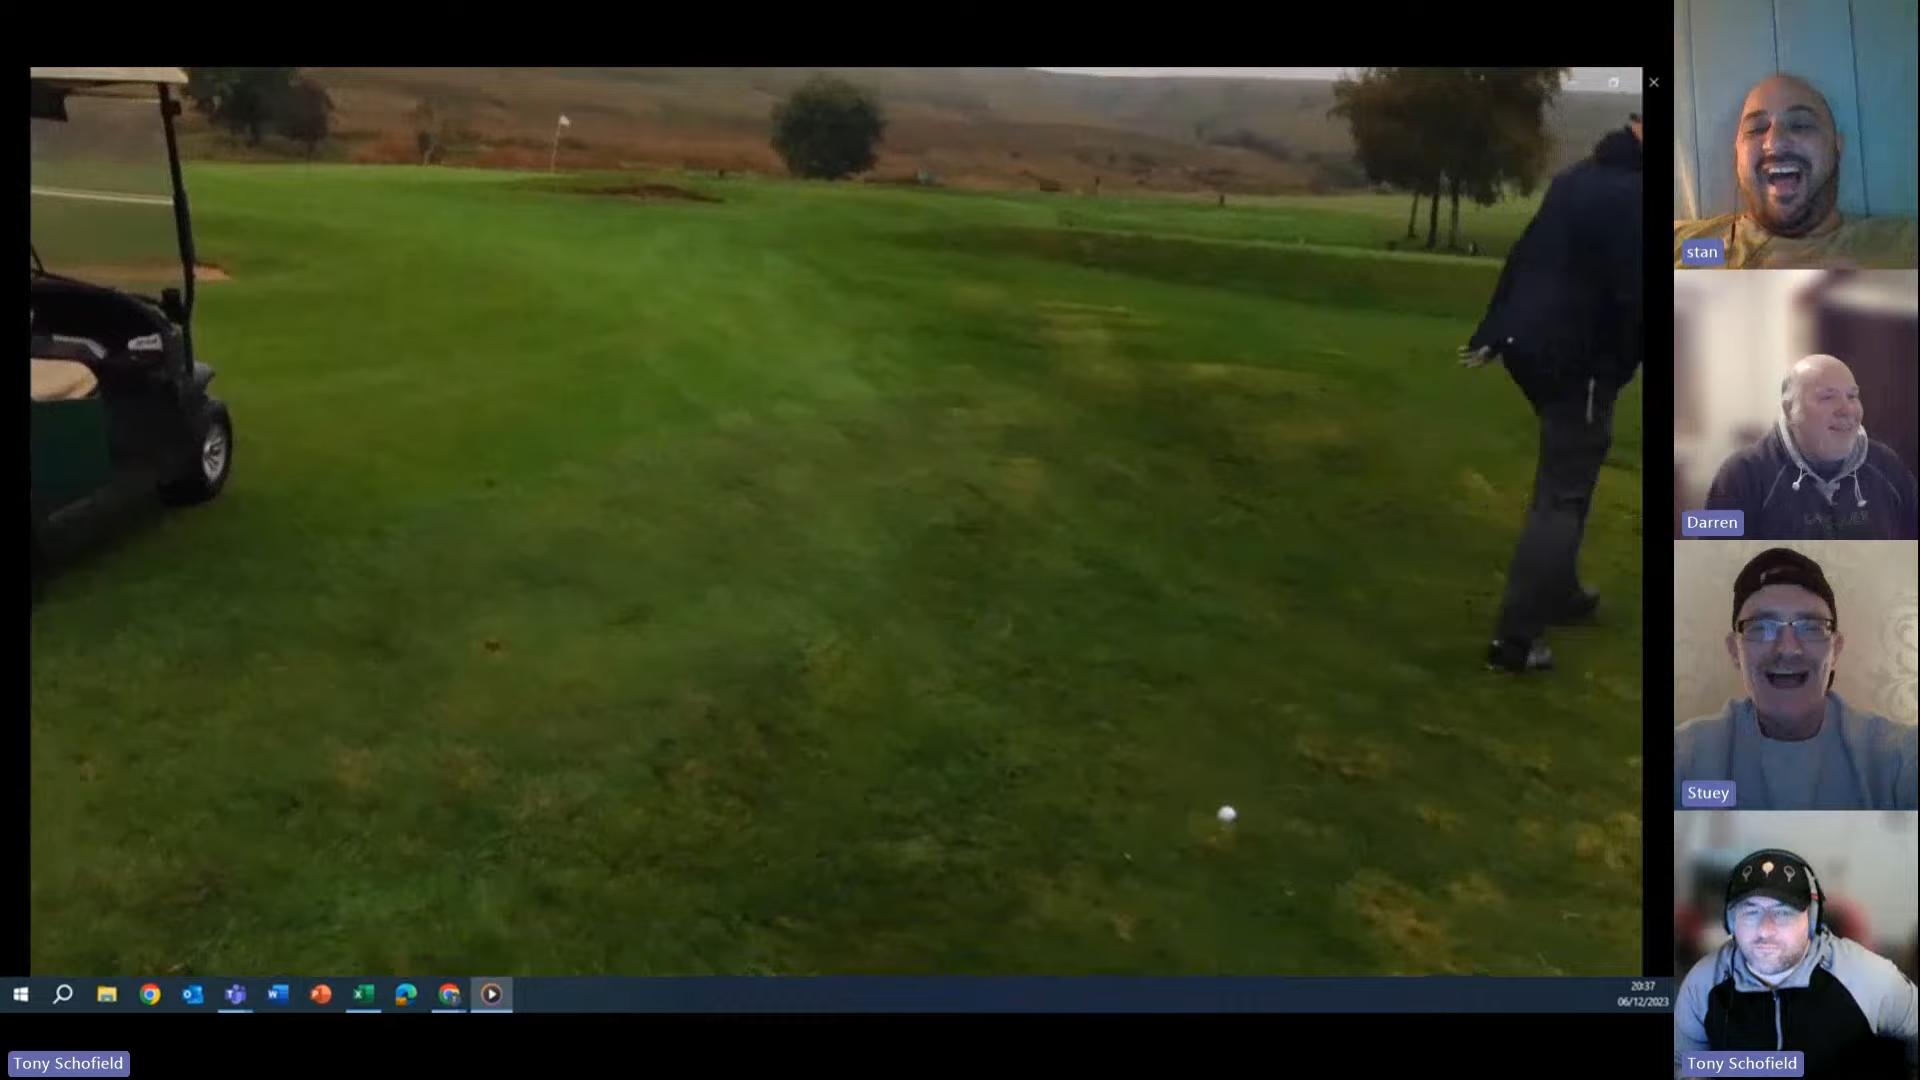 stan
Darren
Stuey
20:37
06/12/2023
Tony Schofield
Tony Schofield